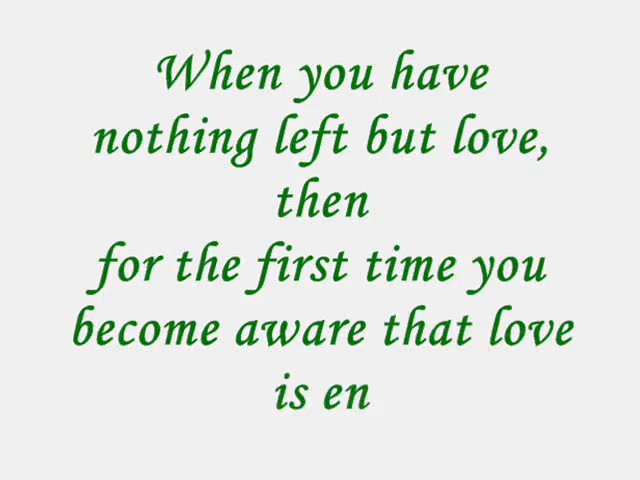 When you have
nothing left but love,
then
for the first time you
become aware that love
is en